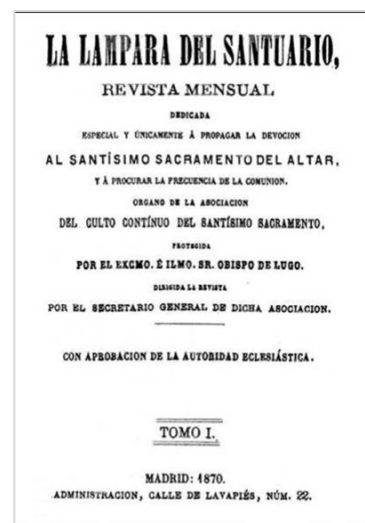 LA LAMPARA DEL SANTUARIO,
REVISTA MENSUAL
DEDICADA
ESPECIAL Y ÚNICAMENTE Á PROPAGAR LA DEVOCION
AL SANTÍSIMO SACRAMENTO DEL ALTAR,
Y Á PROCURAR LA FRECUENCIA DE LA COMUNION.
ORGANO DE LA ASOCIACION
DEL CULTO CONTÍNUO DEL SANTÍSIMO SACRAMENTO,
PROTEGIDA
POR EL EXCMO. É ILMO. SR. OBISPO DE LUGO.
DIRIGIDA LA REVISTA
POR EL SECRETARIO GENERAL DE DICHA ASOCIACION.
CON APROBACION DE LA AUTORIDAD ECLESIÁSTICA.
TOMO I.
MADRID: 1870.
ADMINISTRACION, CALLE DE LAVAPIÉS, NÚM. 22.